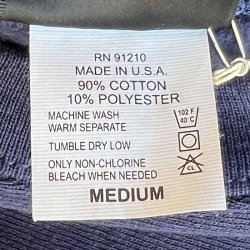 RN 91210
MADE IN U.S.A.
90% COTTON
10% POLYESTER
MACHINE WASH
WARM SEPARATE
102 F
40°C
TUMBLE DRY LOW
ONLY NON-CHLORINE
BLEACH WHEN NEEDED
CL
MEDIUM